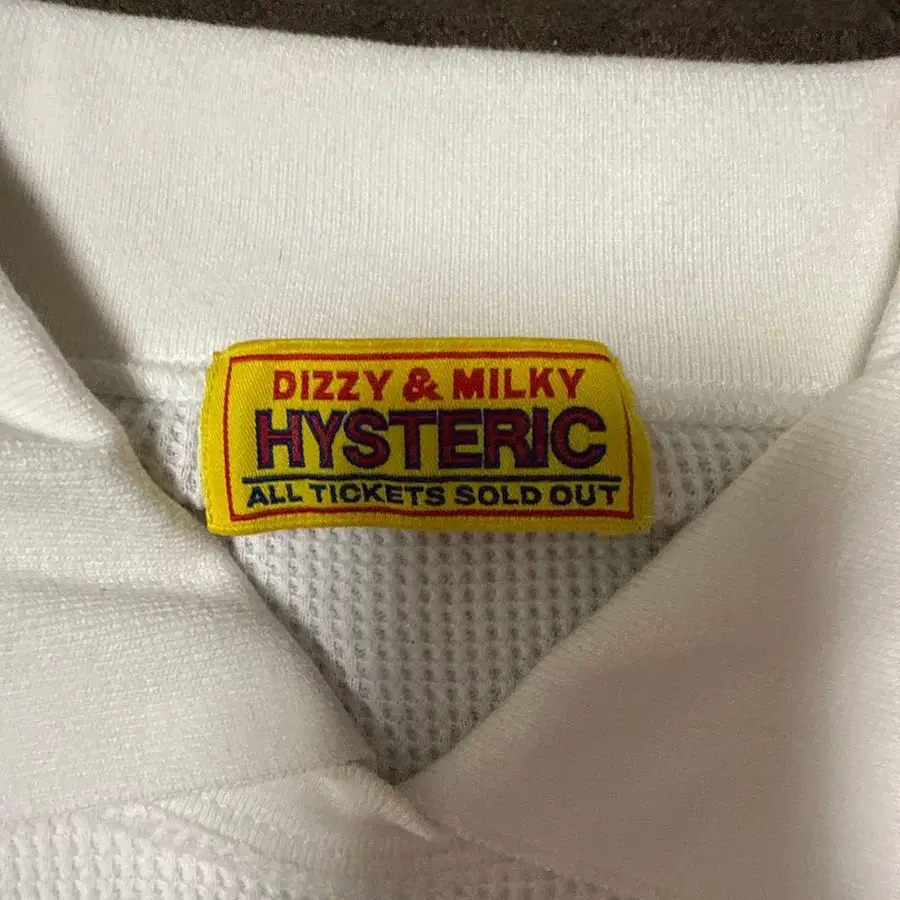 DIZZY & MILKY
HYSTERIC
ALL TICKETS SOLD OUT